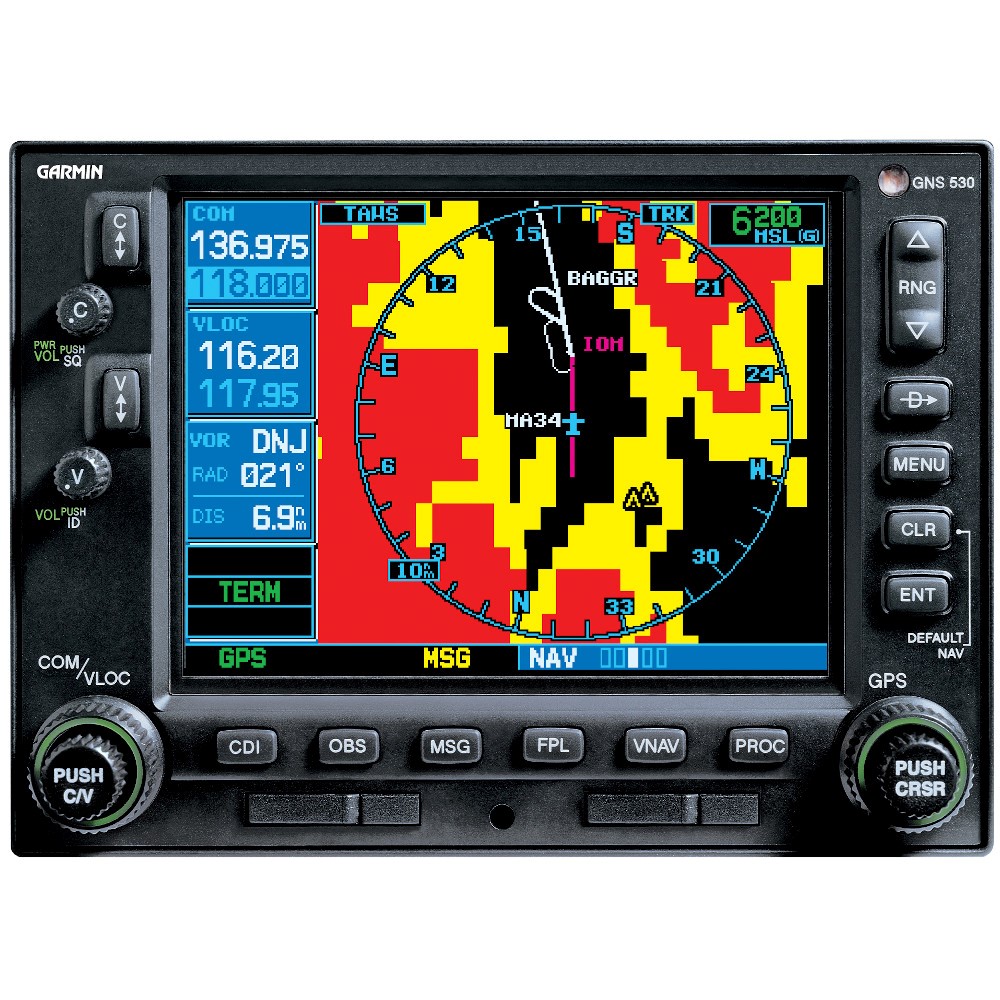 GARMIN
GNS 530
C
C
PWR
VOL
PUSH
SQ
V
V
VOL
PUSH
ID
COM/VLOC
PUSH
C/V
COM
136.975
118.000
VLOC
116.20
117.95
VOR DNJ
RAD 021°
DIS 6.9nm
TERM
GPS
MSG
NAV
TAWS
TRK
6200
MSL(G)
15
S
12
21
BAGGR
IOM
E
24
MA34
6
W
3
10nm
30
N
33
RNG
D
MENU
CLR
ENT
DEFAULT
NAV
GPS
PUSH
CRSR
CDI
OBS
MSG
FPL
VNAV
PROC